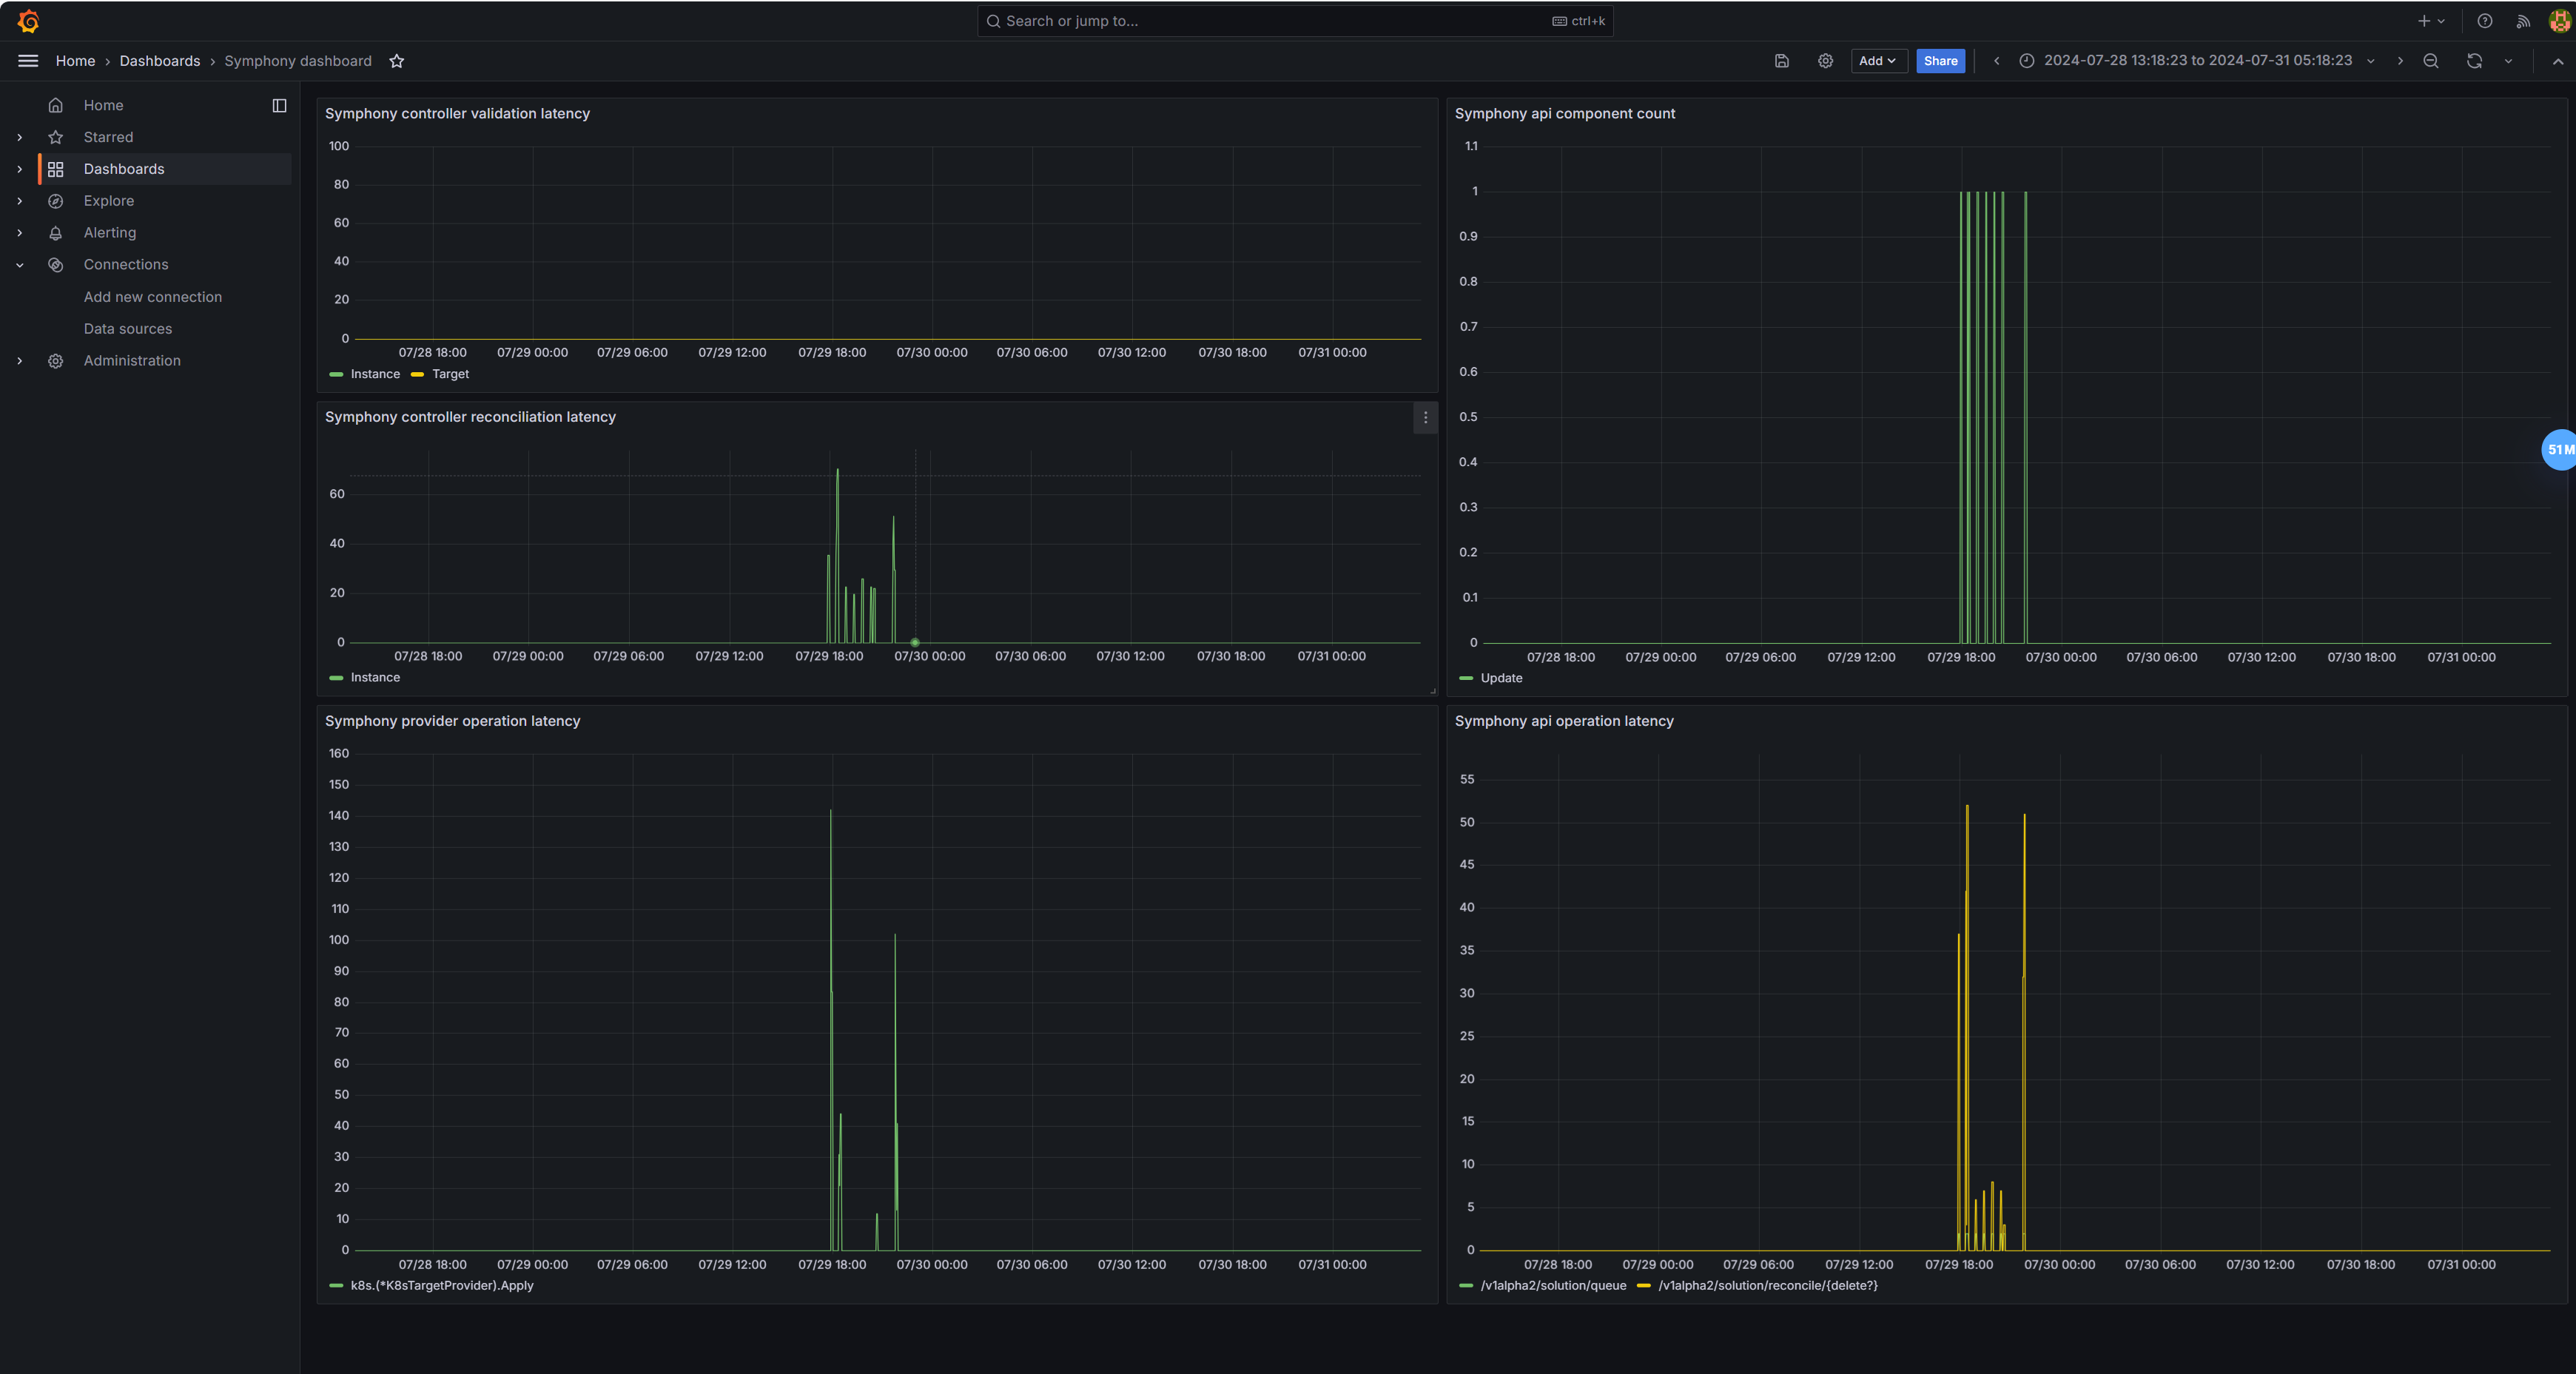 Search or jump to...
ctrl+k
Home › Dashboards › Symphony dashboard
Add
Share
2024-07-28 13:18:23 to 2024-07-31 05:18:23
Home
Starred
Dashboards
Explore
Alerting
Connections
Add new connection
Data sources
Administration
Symphony controller validation latency
100
80
60
40
20
0
07/28 18:00 07/29 00:00 07/29 06:00 07/29 12:00 07/29 18:00 07/30 00:00 07/30 06:00 07/30 12:00 07/30 18:00 07/31 00:00
Instance Target
Symphony api component count
1.1
1
0.9
0.8
0.7
0.6
0.5
0.4
0.3
0.2
0.1
0
07/28 18:00 07/29 00:00 07/29 06:00 07/29 12:00 07/29 18:00 07/30 00:00 07/30 06:00 07/30 12:00 07/30 18:00 07/31 00:00
Update
51M
Symphony controller reconciliation latency
60
40
20
0
07/28 18:00 07/29 00:00 07/29 06:00 07/29 12:00 07/29 18:00 07/30 00:00 07/30 06:00 07/30 12:00 07/30 18:00 07/31 00:00
Instance
Symphony provider operation latency
160
150
140
130
120
110
100
90
80
70
60
50
40
30
20
10
0
07/28 18:00 07/29 00:00 07/29 06:00 07/29 12:00 07/29 18:00 07/30 00:00 07/30 06:00 07/30 12:00 07/30 18:00 07/31 00:00
k8s.(*K8sTargetProvider).Apply
Symphony api operation latency
55
50
45
40
35
30
25
20
15
10
5
0
07/28 18:00 07/29 00:00 07/29 06:00 07/29 12:00 07/29 18:00 07/30 00:00 07/30 06:00 07/30 12:00 07/30 18:00 07/31 00:00
/v1alpha2/solution/queue /v1alpha2/solution/reconcile/{delete?}